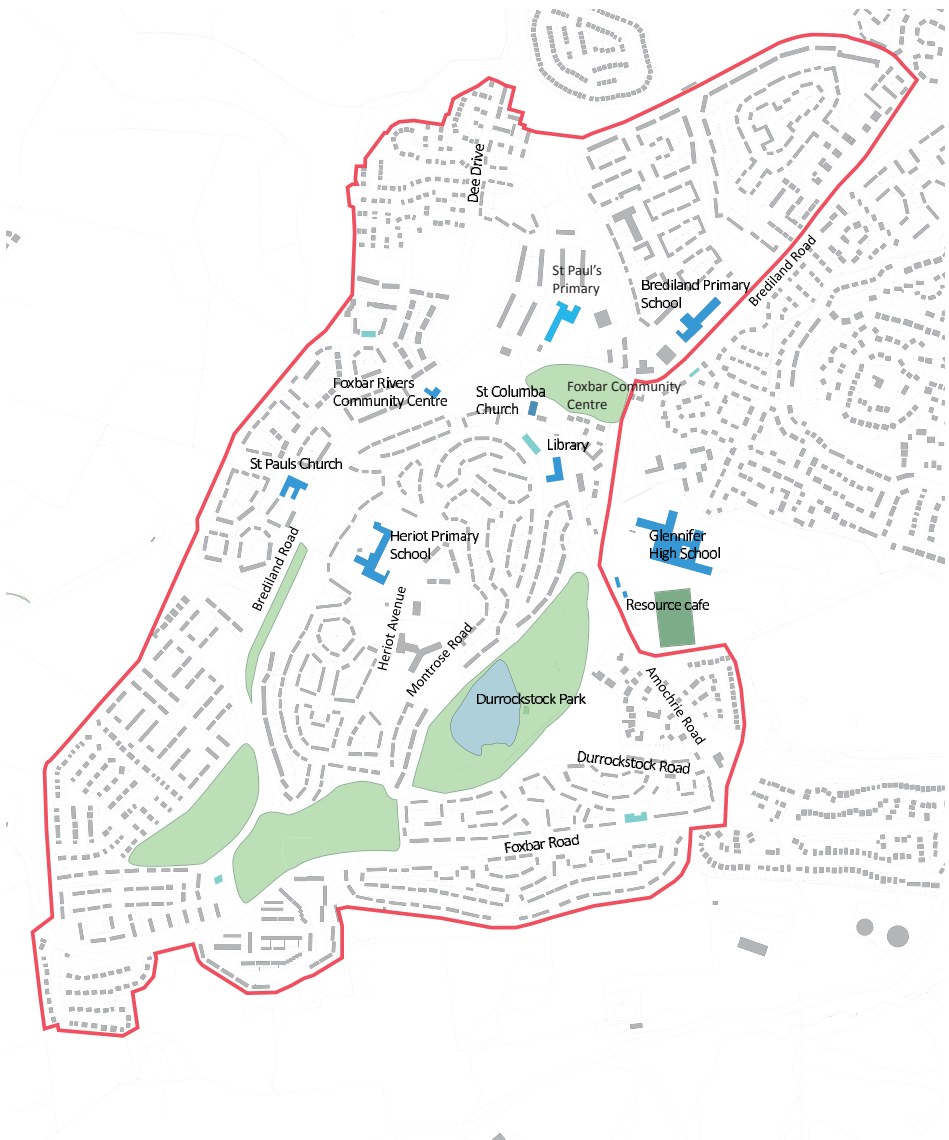 Dee Drive
St Paul's
Primary
Brediland Primary
School
Brediland Road
Foxbar Rivers
Community Centre
St Columba
Church
Foxbar Community
Centre
Library
St Pauls Church
Heriot Primary
School
Glennifer
High School
Brediland Road
Resource cafe
Heriot Avenue
Montrose Road
Durrockstock Park
Amochrie Road
Durrockstock Road
Foxbar Road